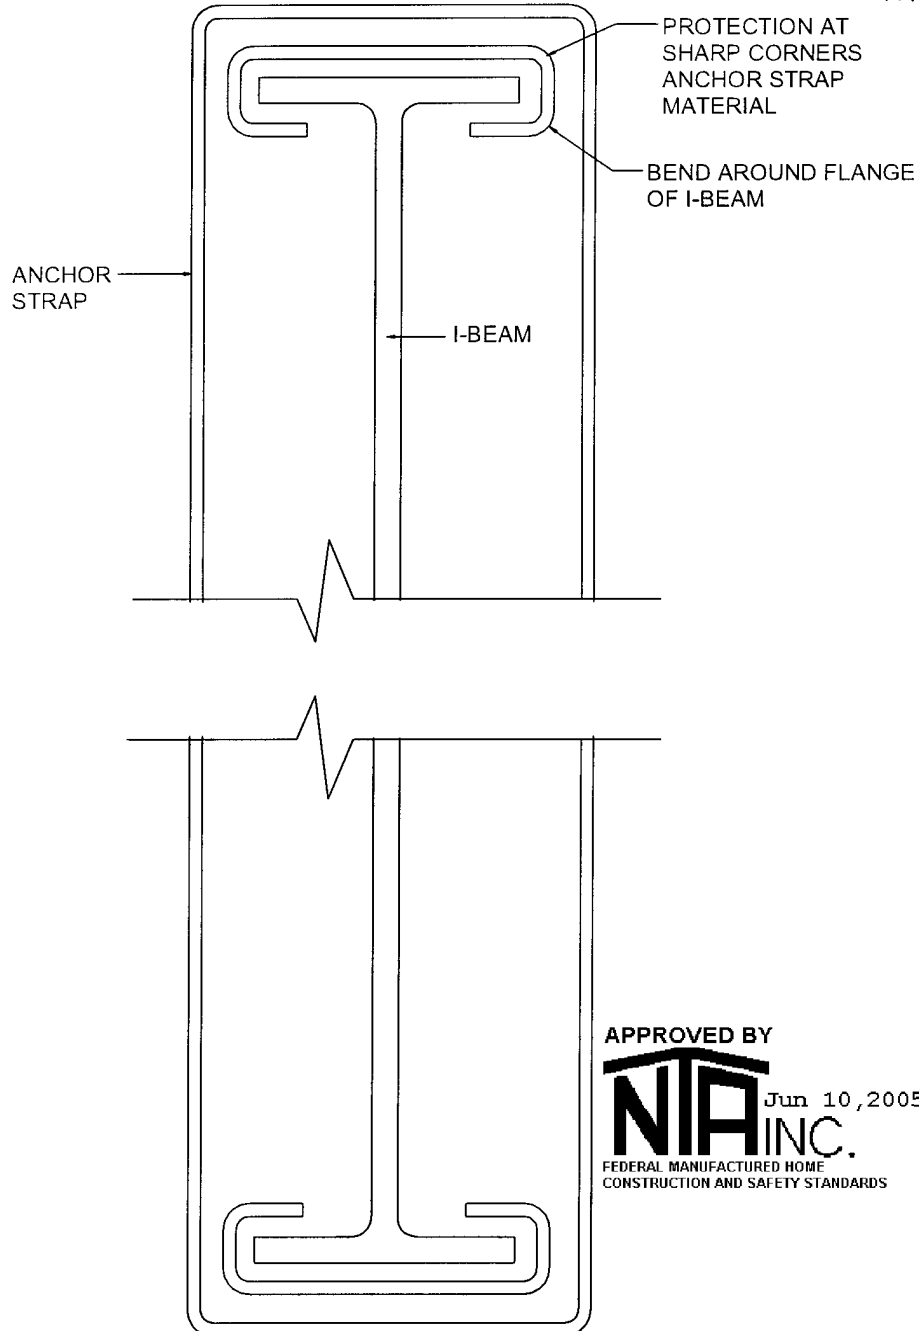 PROTECTION AT
SHARP CORNERS
ANCHOR STRAP
MATERIAL
BEND AROUND FLANGE
OF I-BEAM
ANCHOR
STRAP
I-BEAM
APPROVED BY
NTA
Jun 10,2005
INC.
FEDERAL MANUFACTURED HOME
CONSTRUCTION AND SAFETY STANDARDS